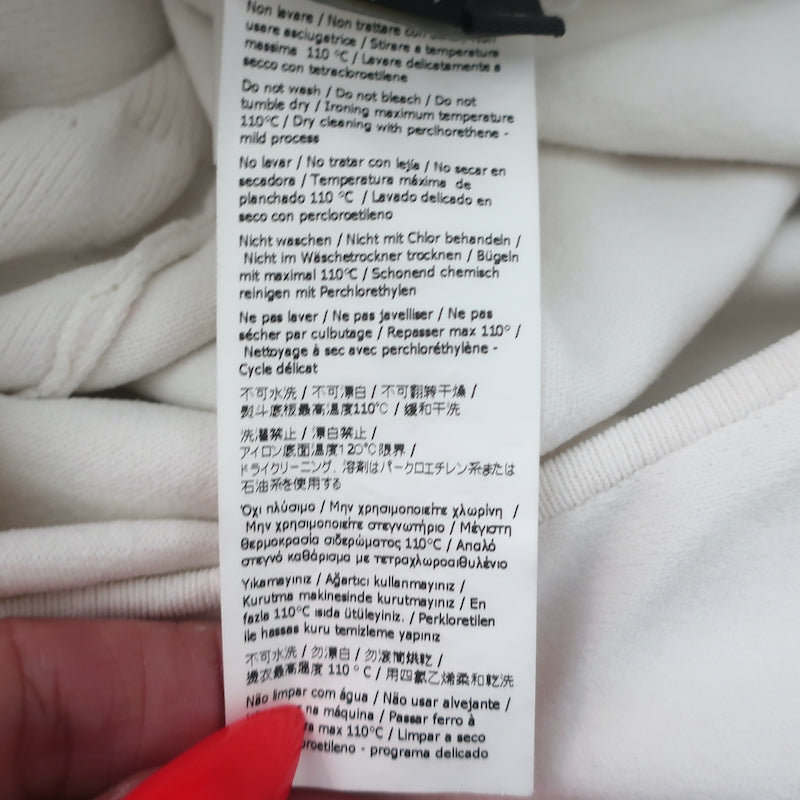 Non lavare / Non trattare con
usare asciugatrice / Stirare a temperatura
massima 110 °C / Lavare delicatamente a
secco con tetracloroetilene
Do not wash / Do not bleach / Do not
tumble dry / Ironing maximum temperature
110°C / Dry cleaning with perclhorethene -
mild process
No lavar / No tratar con lejía / No secar en
secadora / Temperatura máxima de
planchado 110 °C / Lavado delicado en
seco con percloroetileno
Nicht waschen / Nicht mit Chlor behandeln /
Nicht im Wäschetrockner trocknen / Bügeln
mit maximal 110°C / Schonend chemisch
reinigen mit Perchlorethylen
Ne pas laver / Ne pas javelliser / Ne pas
sécher par culbutage / Repasser max 110° /
Nettoyage à sec avec perchloréthylène -
Cycle délicat
不可水洗 / 不可漂白 / 不可翻转干燥 /
熨斗底板最高温度110°C / 缓和干洗
洗濯禁止 / 漂白禁止 /
アイロン底面温度120°C限界 /
ドライクリーニング、溶剤はパークロエチレン系または
石油系を使用する
Όχι πλύσιμο / Μην χρησιμοποιείτε χλωρίνη /
Μην χρησιμοποιείτε στεγνωτήριο / Μέγιστη
θερμοκρασία σιδερώματος 110°C / Απαλό
στεγνό καθάρισμα με τετραχλωροαιθυλένιο
Yıkamayınız / Ağartıcı kullanmayınız /
Kurutma makinesinde kurutmayınız / En
fazla 110°C ısıda ütüleyiniz. / Perkloretilen
ile hassas kuru temizleme yapınız
不可水洗 / 勿漂白 / 勿滾筒烘乾 /
燙衣最高溫度 110 °C / 用四氯乙烯柔和乾洗
Não limpar com água / Não usar alvejante /
na máquina / Passar ferro à
max 110°C / Limpar a seco
- programa delicado